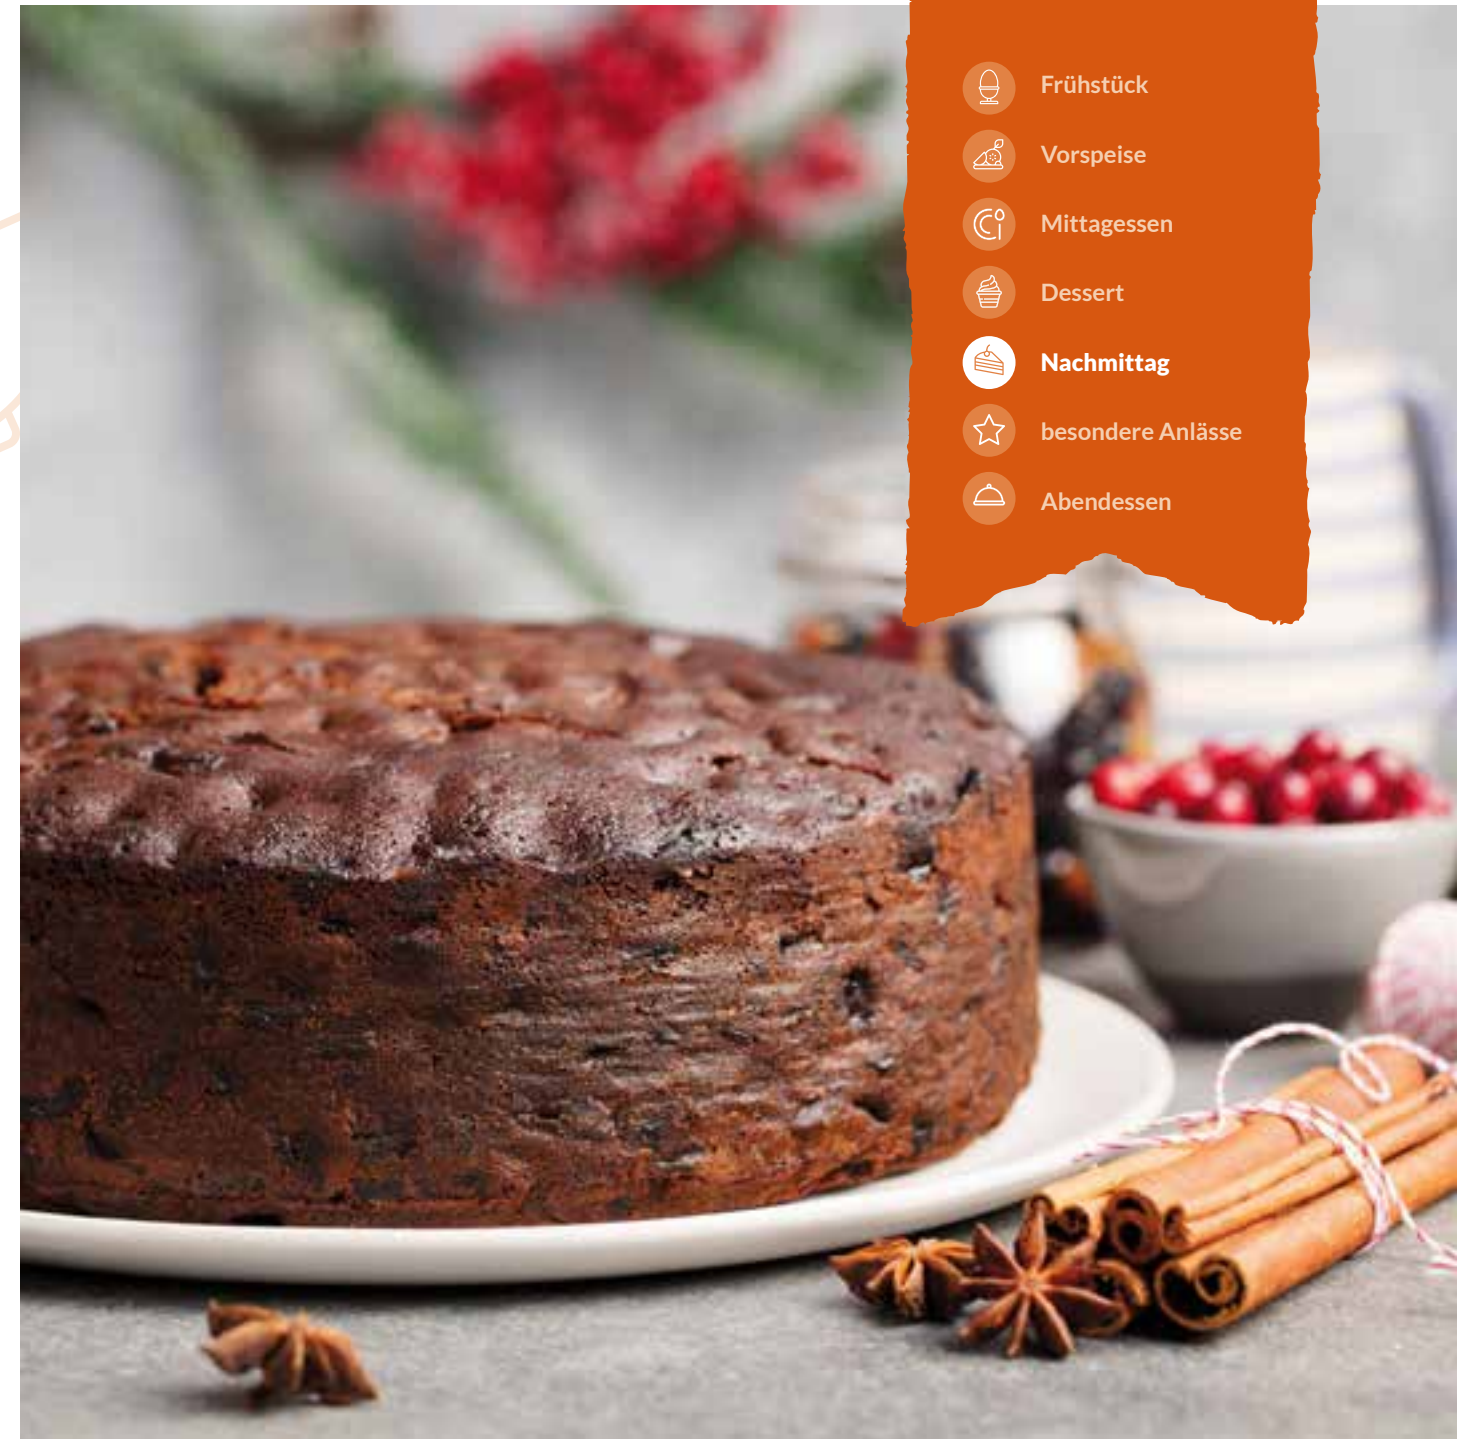 Frühstück
Vorspeise
Mittagessen
Dessert
Nachmittag
besondere Anlässe
Abendessen